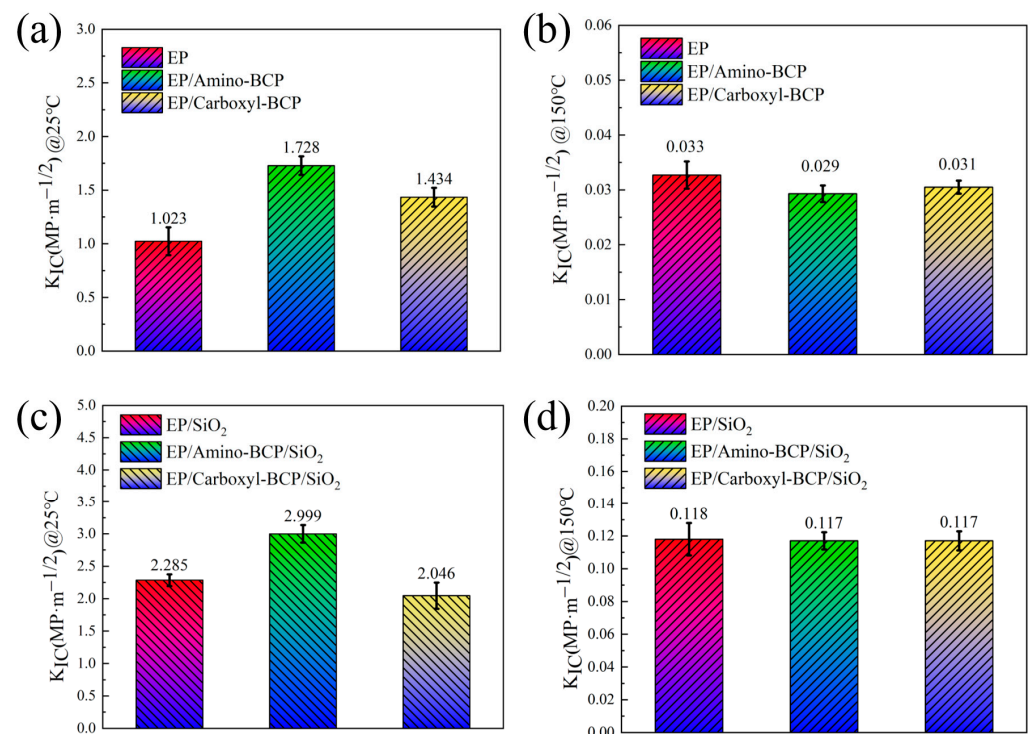 (a)
K_IC(MP·m^−1/2) @25℃
3.0
2.5
2.0
1.5
1.0
0.5
0.0
EP
EP/Amino-BCP
EP/Carboxyl-BCP
1.023
1.728
1.434
(b)
K_IC(MP·m^−1/2) @150℃
0.06
0.05
0.04
0.03
0.02
0.01
0.00
EP
EP/Amino-BCP
EP/Carboxyl-BCP
0.033
0.029
0.031
(c)
K_IC(MP·m^−1/2)@25℃
5.0
4.5
4.0
3.5
3.0
2.5
2.0
1.5
1.0
0.5
0.0
EP/SiO₂
EP/Amino-BCP/SiO₂
EP/Carboxyl-BCP/SiO₂
2.285
2.999
2.046
(d)
K_IC(MP·m^−1/2)@150℃
0.20
0.18
0.16
0.14
0.12
0.10
0.08
0.06
0.04
0.02
0.00
EP/SiO₂
EP/Amino-BCP/SiO₂
EP/Carboxyl-BCP/SiO₂
0.118
0.117
0.117